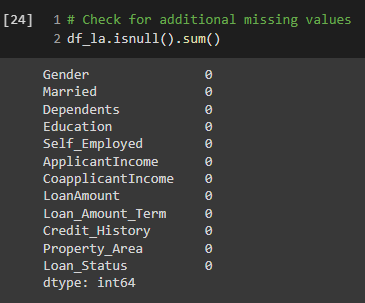 [24] 1 # Check for additional missing values
2 df_la.isnull().sum()
Gender 0
Married 0
Dependents 0
Education 0
Self_Employed 0
ApplicantIncome 0
CoapplicantIncome 0
LoanAmount 0
Loan_Amount_Term 0
Credit_History 0
Property_Area 0
Loan_Status 0
dtype: int64